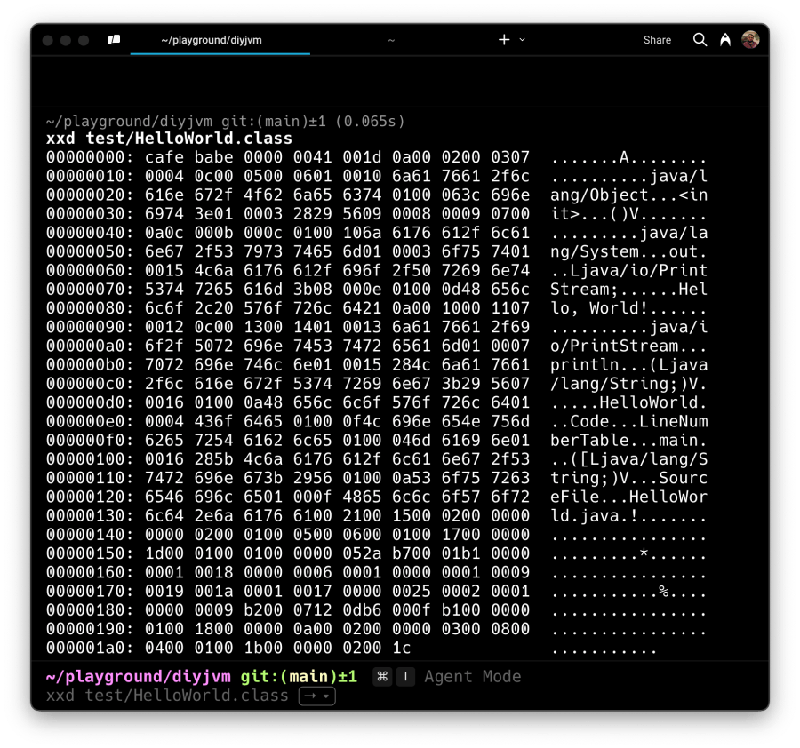 ~/playground/diyjvm
~
+
Share
~/playground/diyjvm git:(main)±1 (0.065s)
xxd test/HelloWorld.class
00000000: cafe babe 0000 0041 001d 0a00 0200 0307  .......A........
00000010: 0004 0c00 0500 0601 0010 6a61 7661 2f6c  ..........java/l
00000020: 616e 672f 4f62 6a65 6374 0100 063c 696e  ang/Object...<in
00000030: 6974 3e01 0003 2829 5609 0008 0009 0700  it>...()V.......
00000040: 0a0c 000b 000c 0100 106a 6176 612f 6c61  .........java/la
00000050: 6e67 2f53 7973 7465 6d01 0003 6f75 7401  ng/System...out.
00000060: 0015 4c6a 6176 612f 696f 2f50 7269 6e74  ..Ljava/io/Print
00000070: 5374 7265 616d 3b08 000e 0100 0d48 656c  Stream;......Hel
00000080: 6c6f 2c20 576f 726c 6421 0a00 1000 1107  lo, World!......
00000090: 0012 0c00 1300 1401 0013 6a61 7661 2f69  ..........java/i
000000a0: 6f2f 5072 696e 7453 7472 6561 6d01 0007  o/PrintStream...
000000b0: 7072 696e 746c 6e01 0015 284c 6a61 7661  println...(Ljava
000000c0: 2f6c 616e 672f 5374 7269 6e67 3b29 5607  /lang/String;)V.
000000d0: 0016 0100 0a48 656c 6c6f 576f 726c 6401  .....HelloWorld.
000000e0: 0004 436f 6465 0100 0f4c 696e 654e 756d  ..Code...LineNum
000000f0: 6265 7254 6162 6c65 0100 046d 6169 6e01  berTable...main.
00000100: 0016 285b 4c6a 6176 612f 6c61 6e67 2f53  ..([Ljava/lang/S
00000110: 7472 696e 673b 2956 0100 0a53 6f75 7263  tring;)V...Sourc
00000120: 6546 696c 6501 000f 4865 6c6c 6f57 6f72  eFile...HelloWor
00000130: 6c64 2e6a 6176 6100 2100 1500 0200 0000  ld.java.!.......
00000140: 0000 0200 0100 0500 0600 0100 1700 0000  ................
00000150: 1d00 0100 0100 0000 052a b700 01b1 0000  .........*......
00000160: 0001 0018 0000 0006 0001 0000 0001 0009  ................
00000170: 0019 001a 0001 0017 0000 0025 0002 0001  ...........%....
00000180: 0000 0009 b200 0712 0db6 000f b100 0000  ................
00000190: 0100 1800 0000 0a00 0200 0000 0300 0800  ................
000001a0: 0400 0100 1b00 0000 0200 1c              ...........
~/playground/diyjvm git:(main)±1 ⌘ I Agent Mode
xxd test/HelloWorld.class →